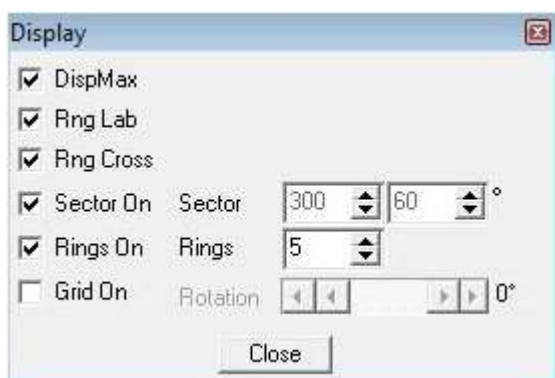 Display
DispMax
Rng Lab
Rng Cross
Sector On Sector 300 60 °
Rings On Rings 5
Grid On Rotation 0°
Close